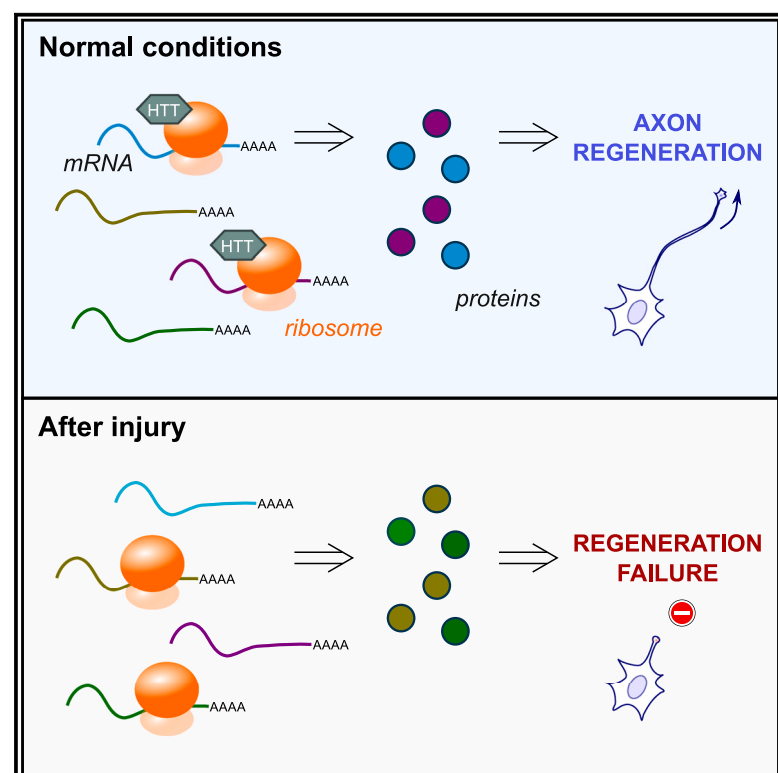 Normal conditions
HTT
mRNA
AAAA
AAAA
HTT
AAAA
AAAA
ribosome
proteins
AXON
REGENERATION
After injury
AAAA
AAAA
AAAA
AAAA
REGENERATION
FAILURE